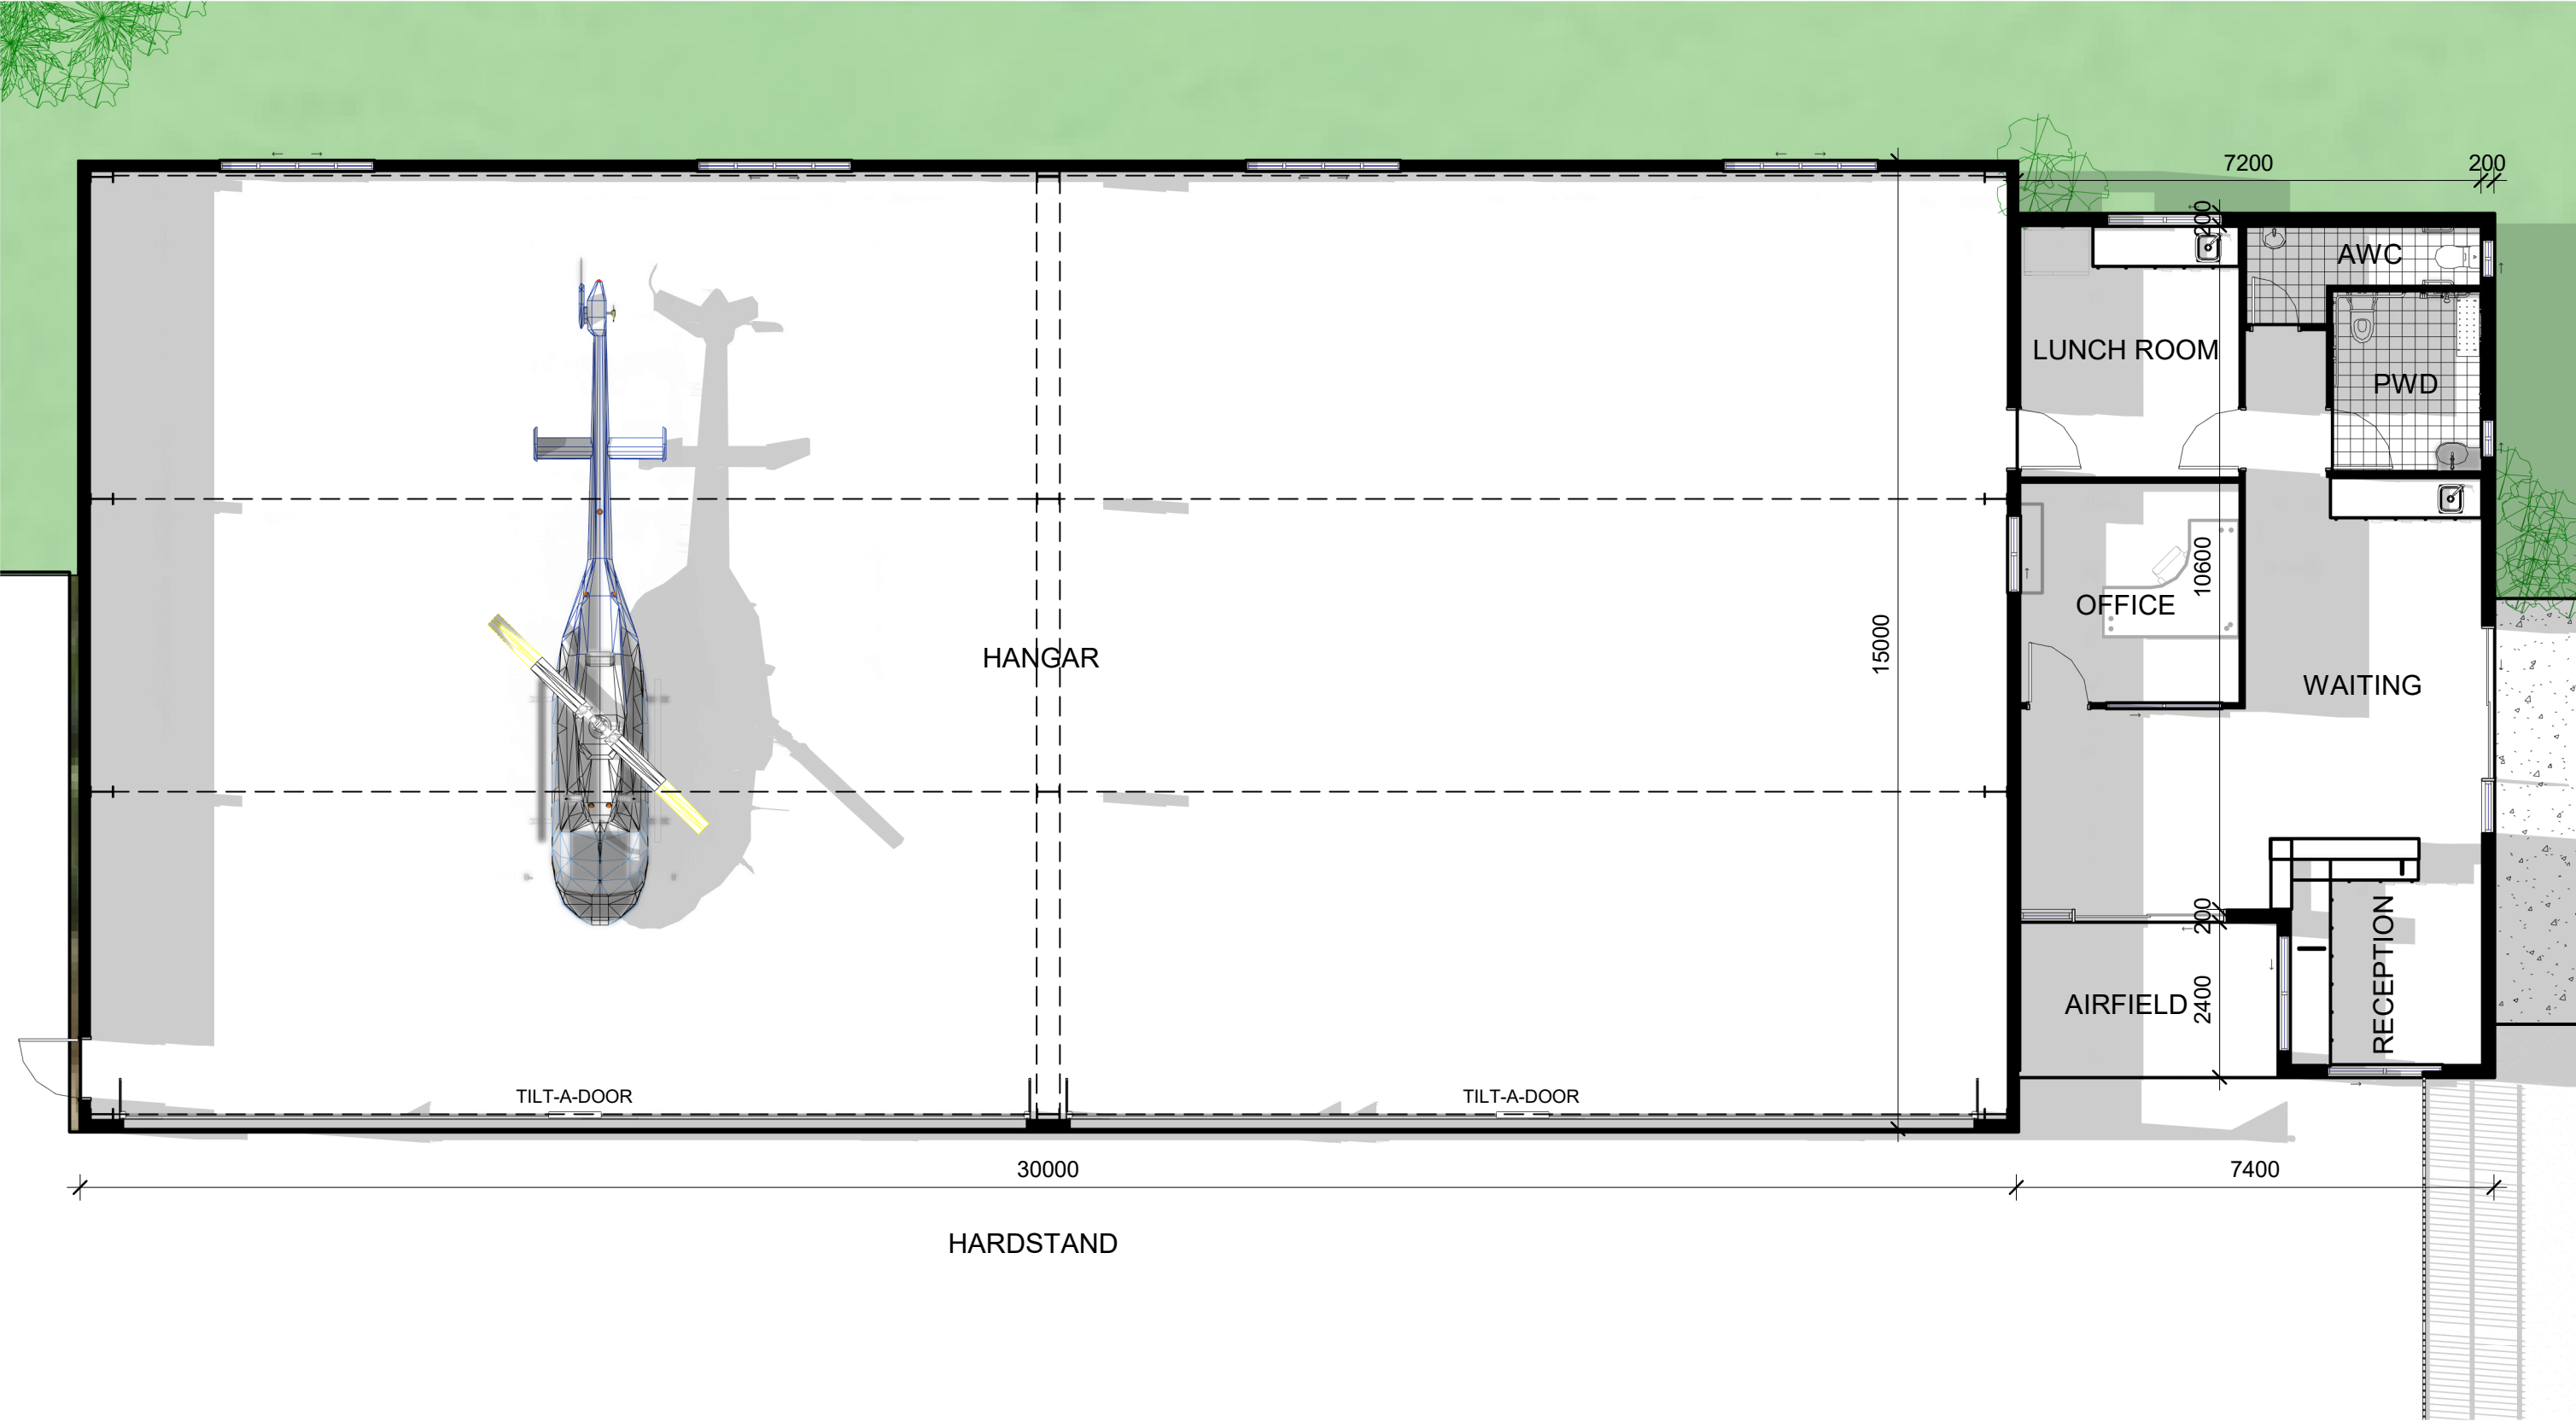 7200
200
200
AWC
LUNCH ROOM
PWD
10600
OFFICE
15000
HANGAR
WAITING
200
RECEPTION
AIRFIELD
2400
TILT-A-DOOR
TILT-A-DOOR
30000
7400
HARDSTAND